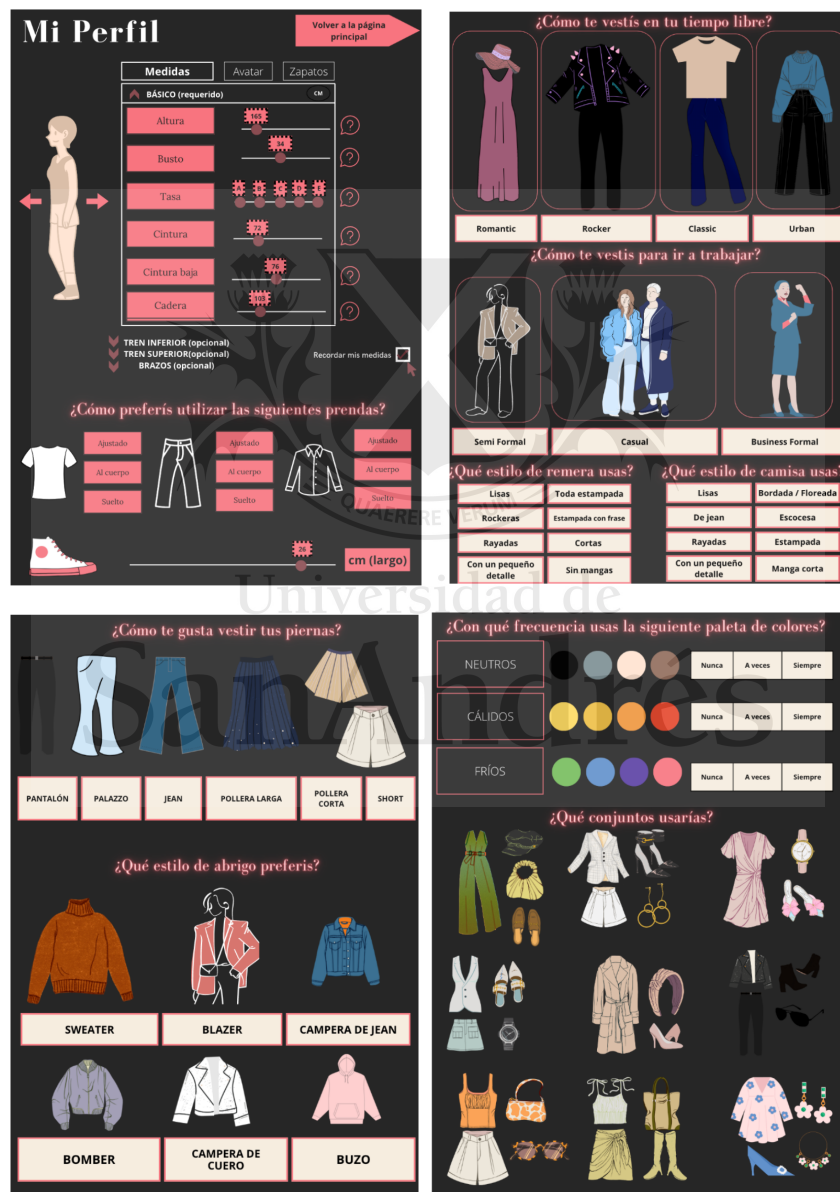 Mi Perfil
Volver a la página
principal
Medidas
Avatar
Zapatos
BÁSICO (requerido)
CM
Altura
165
Busto
34
Tasa
A B C D E
Cintura
72
Cintura baja
76
Cadera
103
TREN INFERIOR (opcional)
TREN SUPERIOR(opcional)
BRAZOS (opcional)
Recordar mis medidas
¿Cómo preferís utilizar las siguientes prendas?
Ajustado
Al cuerpo
Suelto
Ajustado
Al cuerpo
Suelto
Ajustado
Al cuerpo
Suelto
26
cm (largo)
¿Cómo te vestís en tu tiempo libre?
Romantic
Rocker
Classic
Urban
¿Cómo te vestis para ir a trabajar?
Semi Formal
Casual
Business Formal
¿Qué estilo de remera usas?
Lisas
Toda estampada
Rockeras
Estampada con frase
Rayadas
Cortas
Con un pequeño
detalle
Sin mangas
¿Qué estilo de camisa usas?
Lisas
Bordada / Floreada
De jean
Escocesa
Rayadas
Estampada
Con un pequeño
detalle
Manga corta
QUAERERE VERUM
Universidad de
SanAndrés
¿Cómo te gusta vestir tus piernas?
PANTALÓN
PALAZZO
JEAN
POLLERA LARGA
POLLERA
CORTA
SHORT
¿Qué estilo de abrigo preferis?
SWEATER
BLAZER
CAMPERA DE JEAN
BOMBER
CAMPERA DE
CUERO
BUZO
¿Con qué frecuencia usas la siguiente paleta de colores?
NEUTROS
Nunca
A veces
Siempre
CÁLIDOS
Nunca
A veces
Siempre
FRÍOS
Nunca
A veces
Siempre
¿Qué conjuntos usarías?